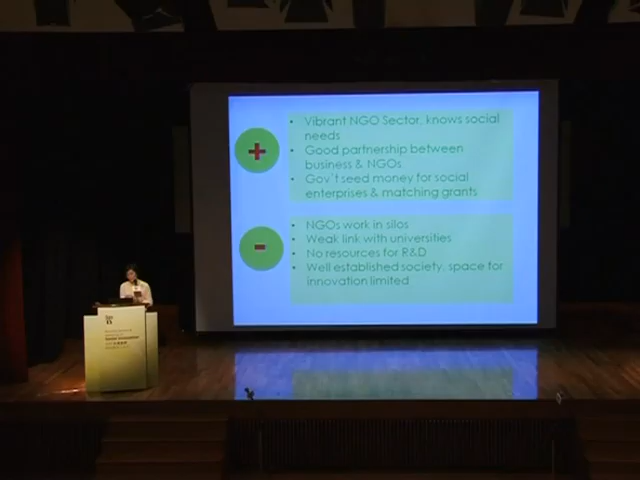 +
• Vibrant NGO Sector, knows social
needs
• Good partnership between
business & NGOs
• Gov't seed money for social
enterprises & matching grants
-
• NGOs work in silos
• Weak link with universities
• No resources for R&D
• Well established society, space for
innovation limited